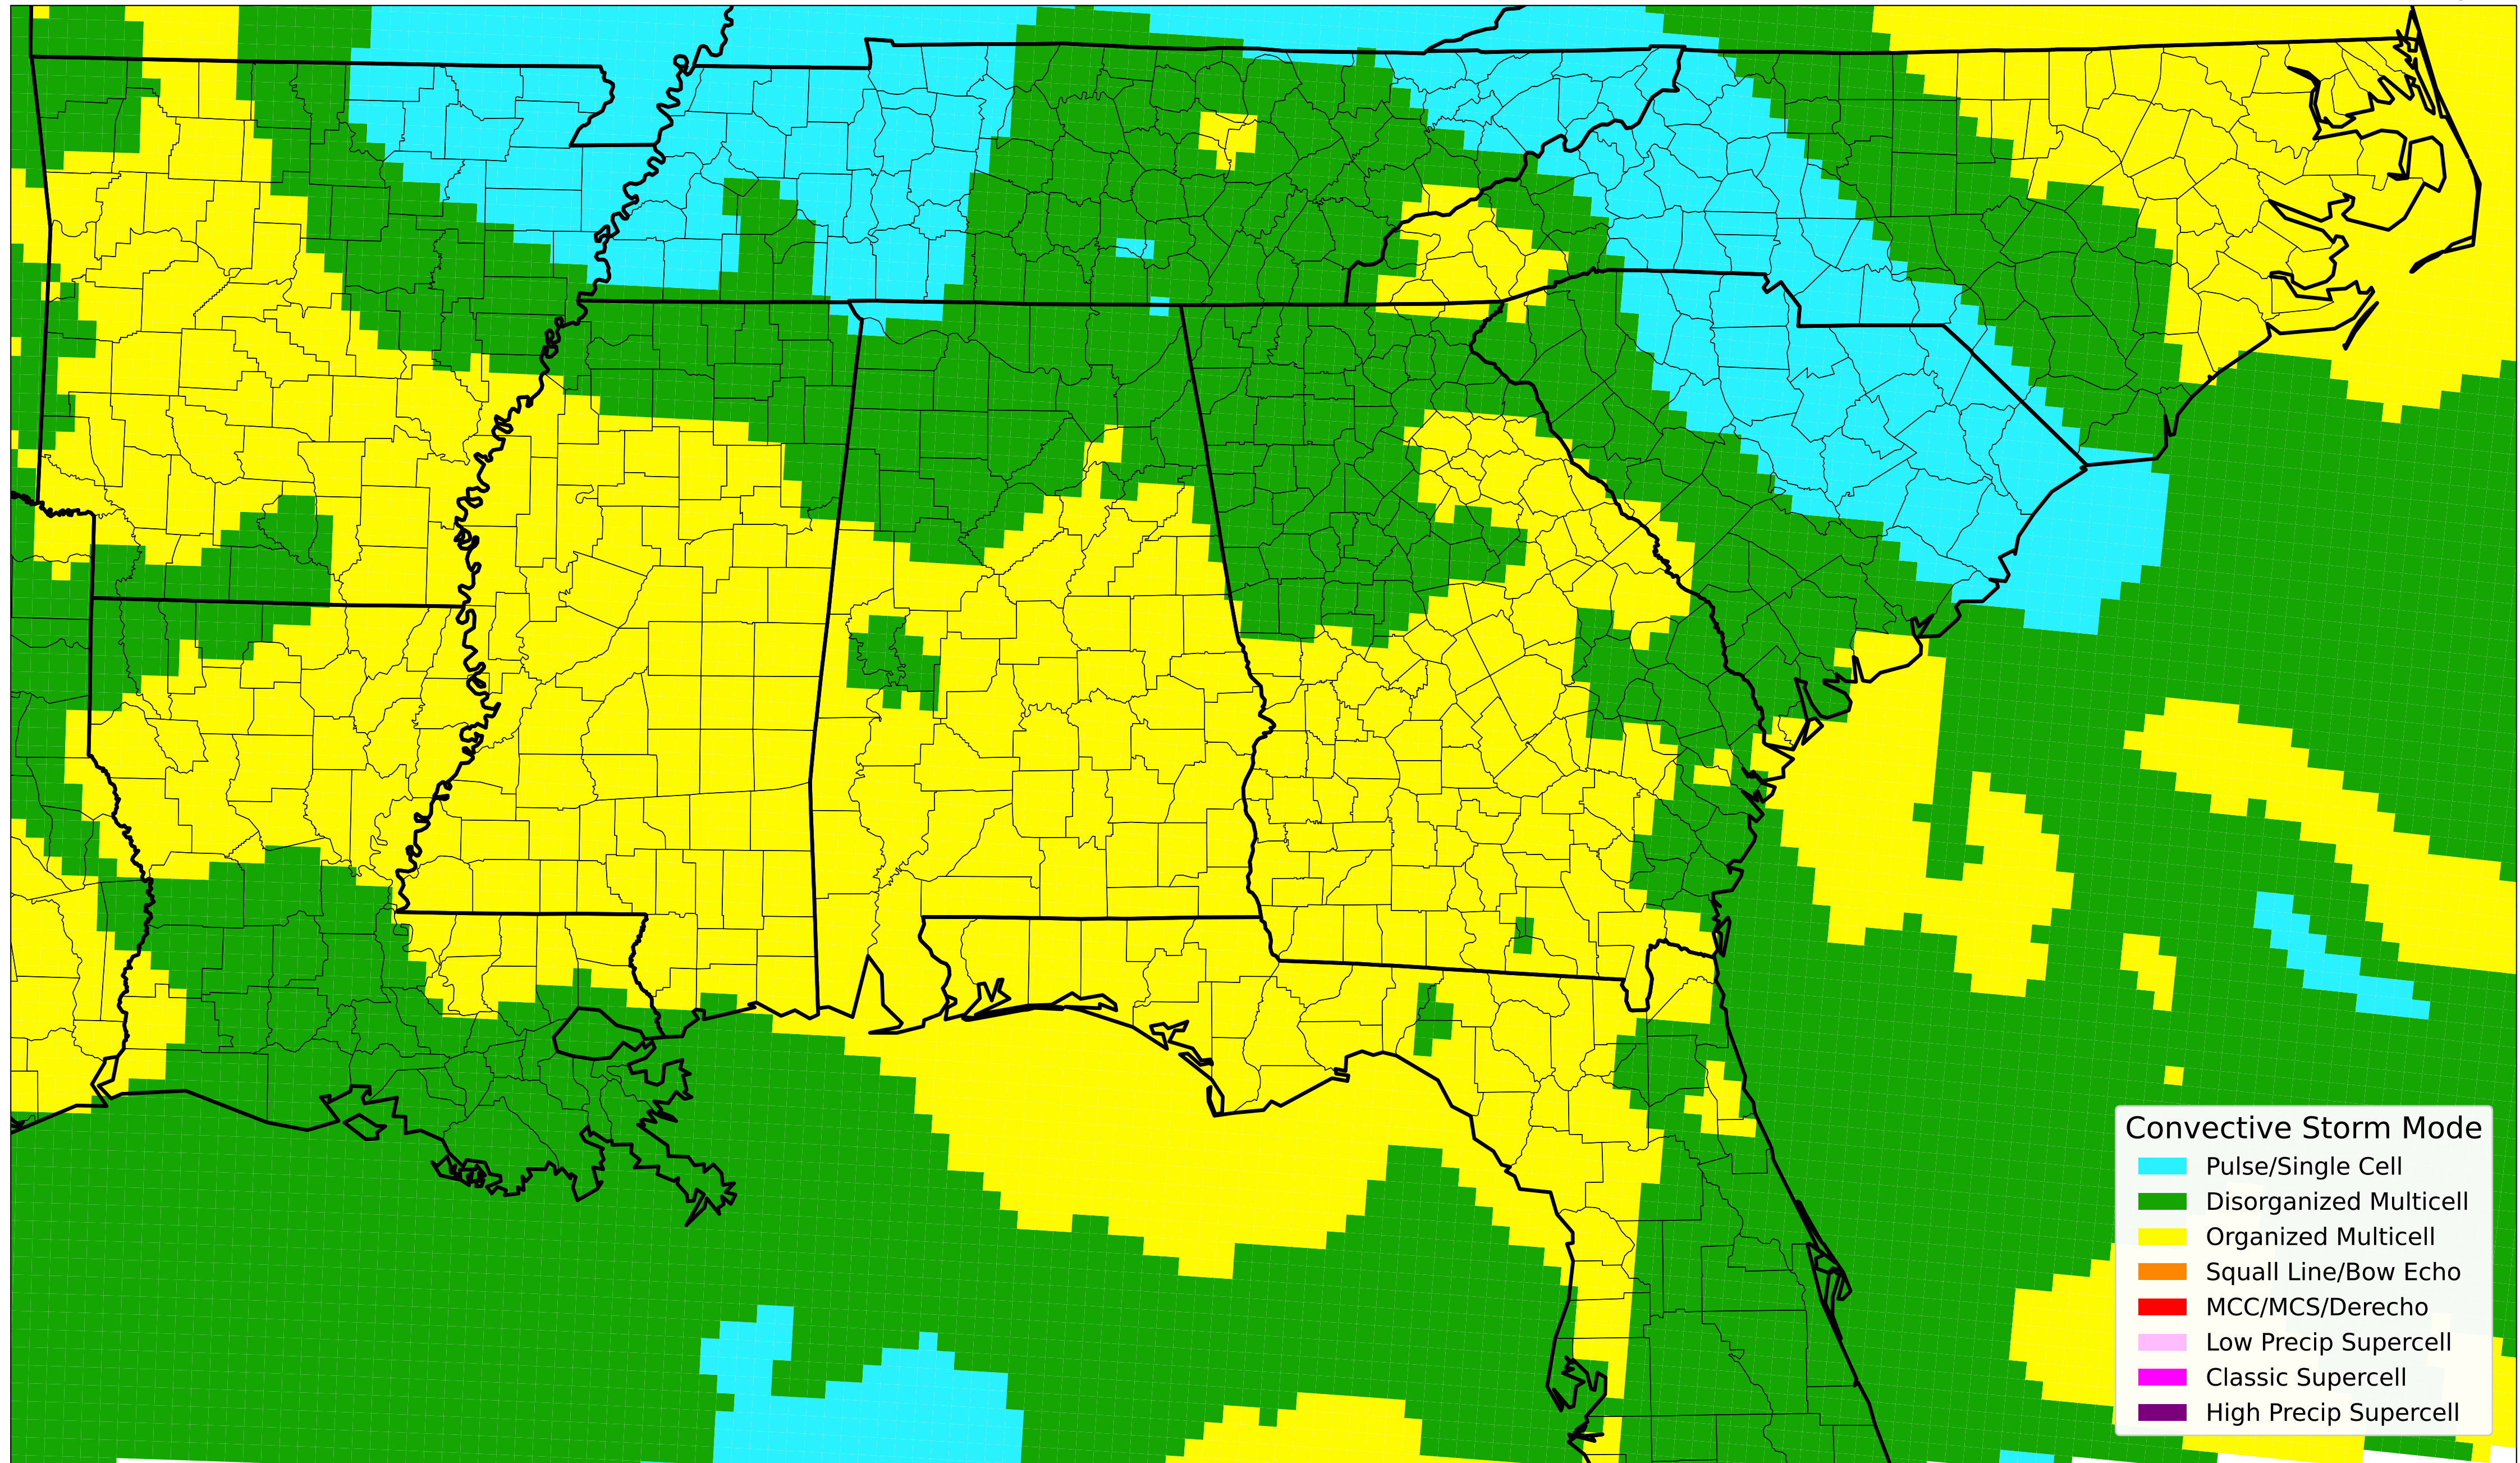 Convective Storm Mode
Pulse/Single Cell
Disorganized Multicell
Organized Multicell
Squall Line/Bow Echo
MCC/MCS/Derecho
Low Precip Supercell
Classic Supercell
High Precip Supercell